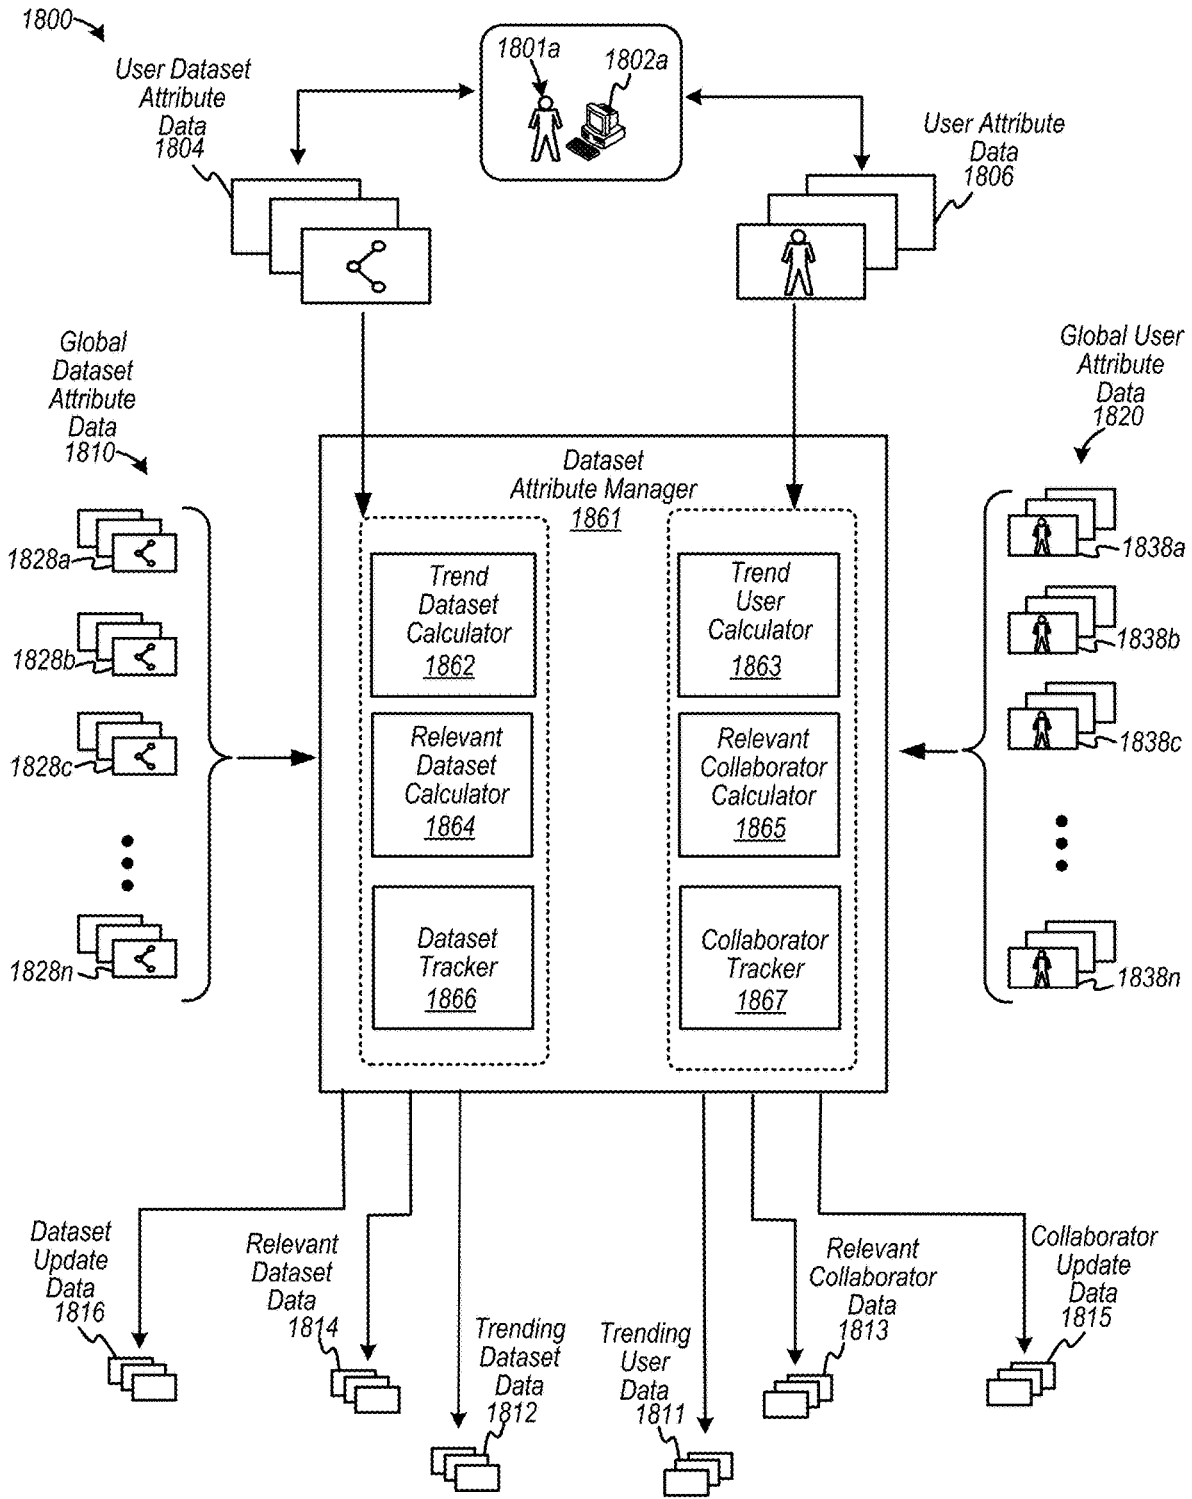 1800
User Dataset
Attribute
Data
1804
1801a
1802a
User Attribute
Data
1806
Global
Dataset
Attribute
Data
1810
Global User
Attribute
Data
1820
Dataset
Attribute Manager
1861
1828a
1828b
1828c
1828n
Trend
Dataset
Calculator
1862
Relevant
Dataset
Calculator
1864
Dataset
Tracker
1866
Trend
User
Calculator
1863
Relevant
Collaborator
Calculator
1865
Collaborator
Tracker
1867
1838a
1838b
1838c
1838n
Dataset
Update
Data
1816
Relevant
Dataset
Data
1814
Trending
Dataset
Data
1812
Trending
User
Data
1811
Relevant
Collaborator
Data
1813
Collaborator
Update
Data
1815